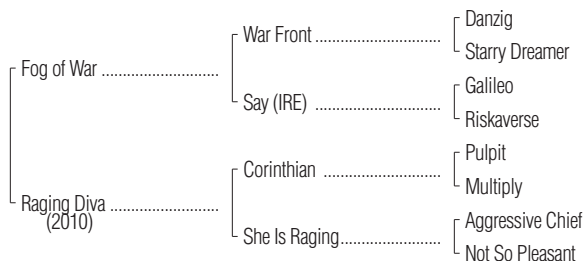 Danzig
War Front
Starry Dreamer
Fog of War
Galileo
Say (IRE)
Riskaverse
Pulpit
Corinthian
Multiply
Raging Diva
(2010)
Aggressive Chief
She Is Raging
Not So Pleasant